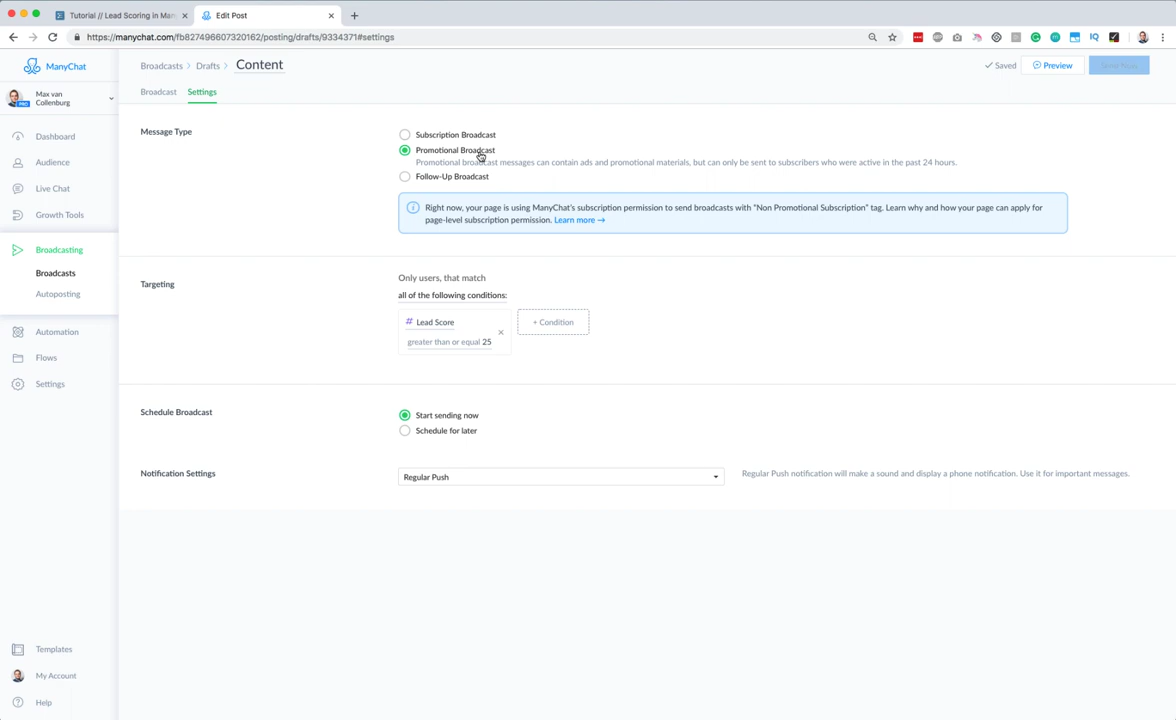 Tutorial // Lead Scoring in Man
Edit Post
https://manychat.com/fb827496607320162/posting/drafts/9334371#settings
ManyChat
Broadcasts
Drafts
Content
Saved
Preview
Send Now
Max van Collenburg
PRO
Broadcast
Settings
Dashboard
Audience
Live Chat
Growth Tools
Broadcasting
Broadcasts
Autoposting
Automation
Flows
Settings
Templates
My Account
Help
Message Type
Subscription Broadcast
Promotional Broadcast
Promotional broadcast messages can contain ads and promotional materials, but can only be sent to subscribers who were active in the past 24 hours.
Follow-Up Broadcast
Right now, your page is using ManyChat's subscription permission to send broadcasts with "Non Promotional Subscription" tag. Learn why and how your page can apply for
page-level subscription permission. Learn more →
Targeting
Only users, that match
all of the following conditions:
# Lead Score
greater than or equal 25
+ Condition
Schedule Broadcast
Start sending now
Schedule for later
Notification Settings
Regular Push
Regular Push notification will make a sound and display a phone notification. Use it for important messages.